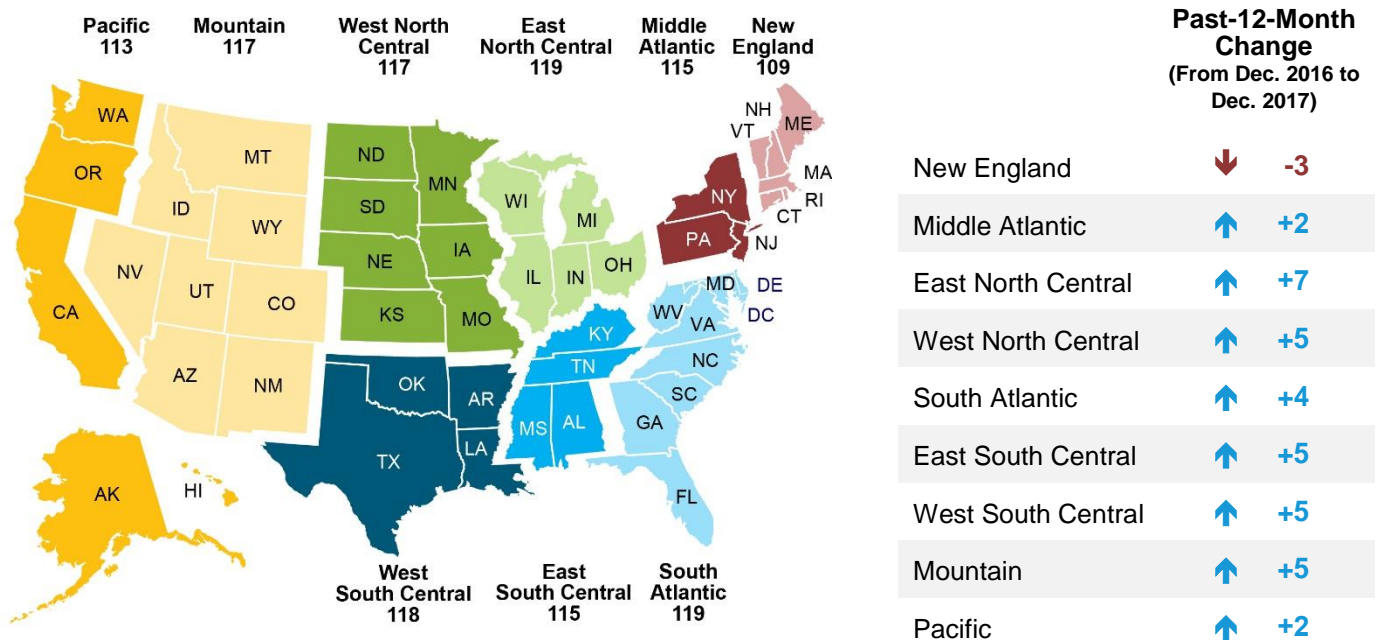 Pacific
113
Mountain
117
West North
Central
117
East
North Central
119
Middle
Atlantic
115
New
England
109
WA
OR
CA
AK
HI
MT
ID
WY
NV
UT
CO
AZ
NM
ND
SD
NE
KS
MN
IA
MO
WI
MI
IL
IN
OH
NY
PA
NJ
NH
VT
ME
MA
RI
CT
OK
AR
TX
LA
KY
TN
MS
AL
MD
DE
DC
WV
VA
NC
SC
GA
FL
West
South Central
118
East
South Central
115
South
Atlantic
119
Past-12-Month
Change
(From Dec. 2016 to
Dec. 2017)
New England -3
Middle Atlantic +2
East North Central +7
West North Central +5
South Atlantic +4
East South Central +5
West South Central +5
Mountain +5
Pacific +2